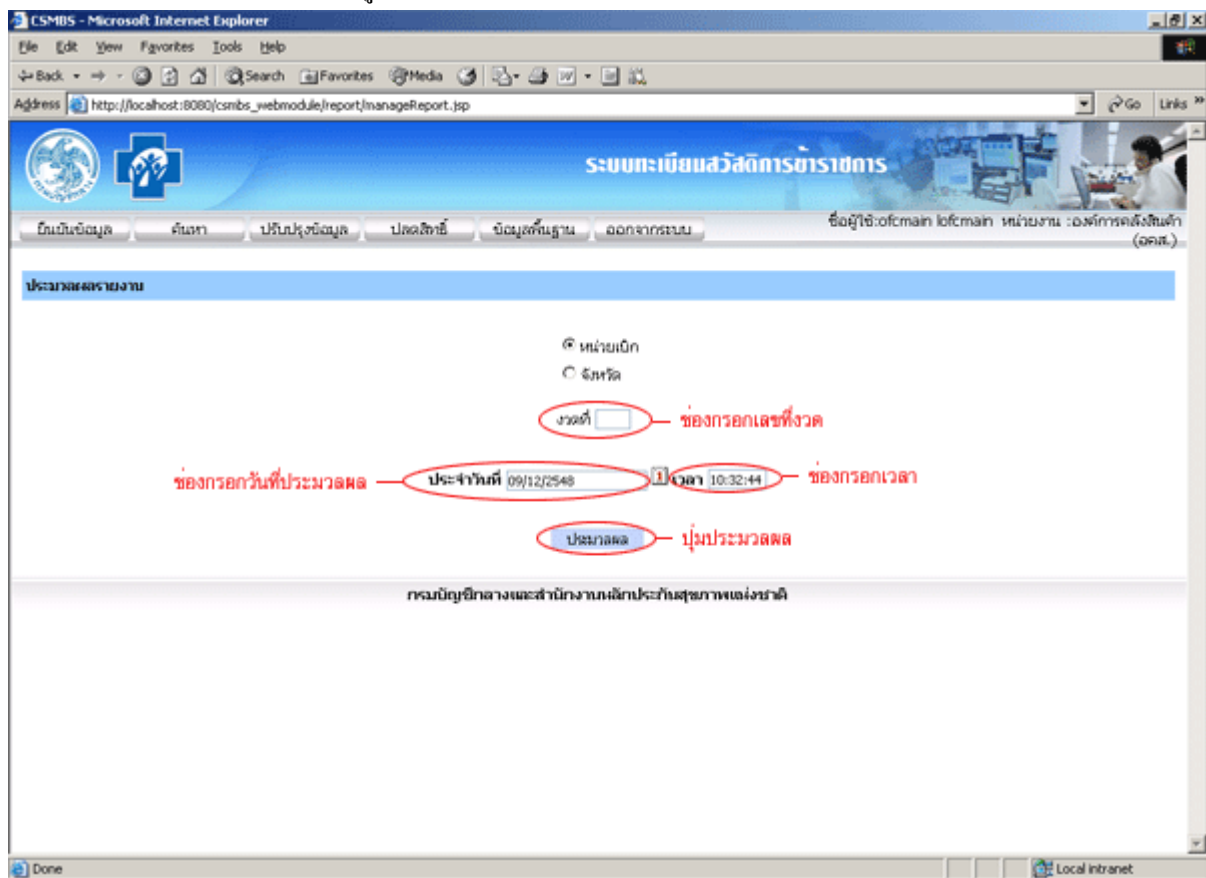 CSMBS - Microsoft Internet Explorer
File Edit View Favorites Tools Help
Back Search Favorites Media
Address http://localhost:8080/csmbs_webmodule/report/manageReport.jsp Go Links »
ระบบทะเบียนสวัสดิการข้าราชการ
ยืนยันข้อมูล ค้นหา ปรับปรุงข้อมูล ปลดสิทธิ์ ข้อมูลพื้นฐาน ออกจากระบบ ชื่อผู้ใช้:ofcmain lofcmain หน่วยงาน :องค์การคลังสินค้า
(อคส.)
ประมวลผลรายงาน
หน่วยเบิก
จังหวัด
งวดที่ ช่องกรอกเลขที่งวด
ช่องกรอกวันที่ประมวลผล ประจำวันที่ 09/12/2548 1 เวลา 10:32:44 ช่องกรอกเวลา
ประมวลผล ปุ่มประมวลผล
กรมบัญชีกลางและสำนักงานหลักประกันสุขภาพแห่งชาติ
Done Local intranet